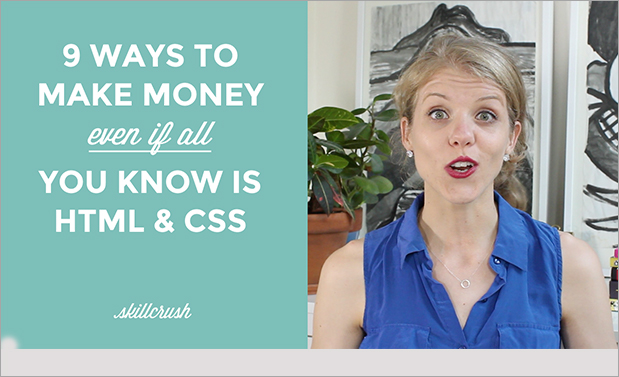 9 WAYS TO
MAKE MONEY
even if all
YOU KNOW IS
HTML & CSS
skillcrush